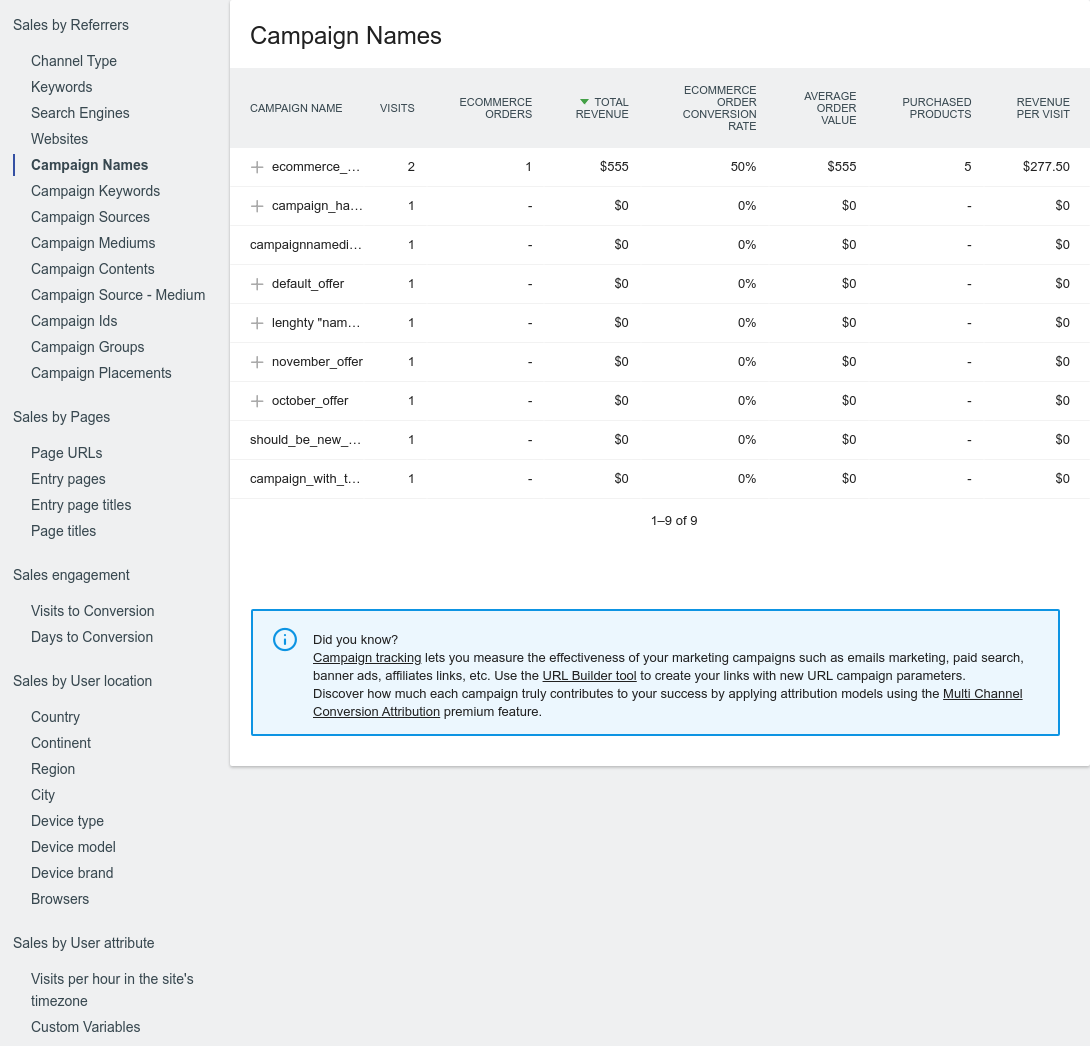 Sales by Referrers
Channel Type
Keywords
Search Engines
Websites
Campaign Names
Campaign Keywords
Campaign Sources
Campaign Mediums
Campaign Contents
Campaign Source - Medium
Campaign Ids
Campaign Groups
Campaign Placements
Sales by Pages
Page URLs
Entry pages
Entry page titles
Page titles
Sales engagement
Visits to Conversion
Days to Conversion
Sales by User location
Country
Continent
Region
City
Device type
Device model
Device brand
Browsers
Sales by User attribute
Visits per hour in the site's
timezone
Custom Variables
Campaign Names
CAMPAIGN NAME
VISITS
ECOMMERCE
ORDERS
TOTAL
REVENUE
ECOMMERCE
ORDER
CONVERSION
RATE
AVERAGE
ORDER
VALUE
PURCHASED
PRODUCTS
REVENUE
PER VISIT
ecommerce_… 2 1 $555 50% $555 5 $277.50
campaign_ha… 1 - $0 0% $0 - $0
campaignnamedi… 1 - $0 0% $0 - $0
default_offer 1 - $0 0% $0 - $0
lenghty "nam… 1 - $0 0% $0 - $0
november_offer 1 - $0 0% $0 - $0
october_offer 1 - $0 0% $0 - $0
should_be_new_… 1 - $0 0% $0 - $0
campaign_with_t… 1 - $0 0% $0 - $0
1–9 of 9
Did you know?
Campaign tracking lets you measure the effectiveness of your marketing campaigns such as emails marketing, paid search,
banner ads, affiliates links, etc. Use the URL Builder tool to create your links with new URL campaign parameters.
Discover how much each campaign truly contributes to your success by applying attribution models using the Multi Channel
Conversion Attribution premium feature.